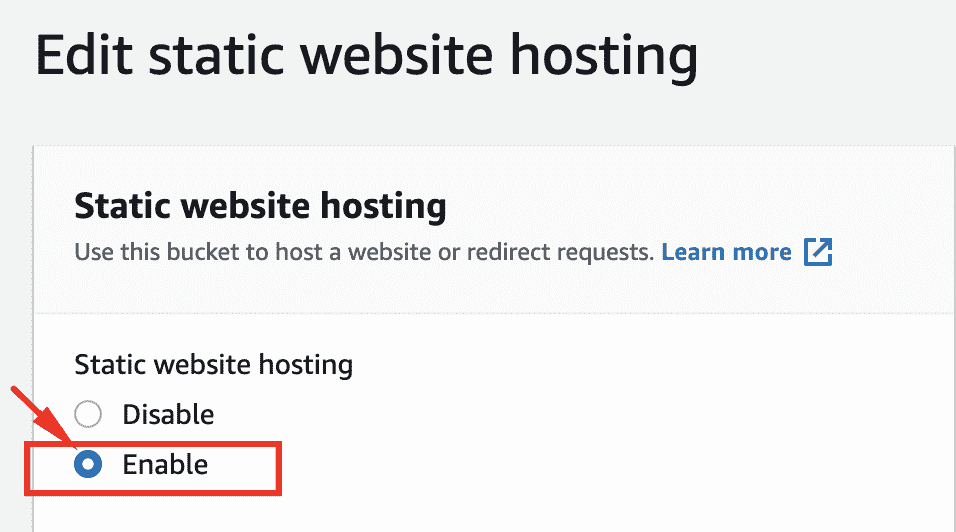 Edit static website hosting
Static website hosting
Use this bucket to host a website or redirect requests. Learn more
Static website hosting
Disable
Enable